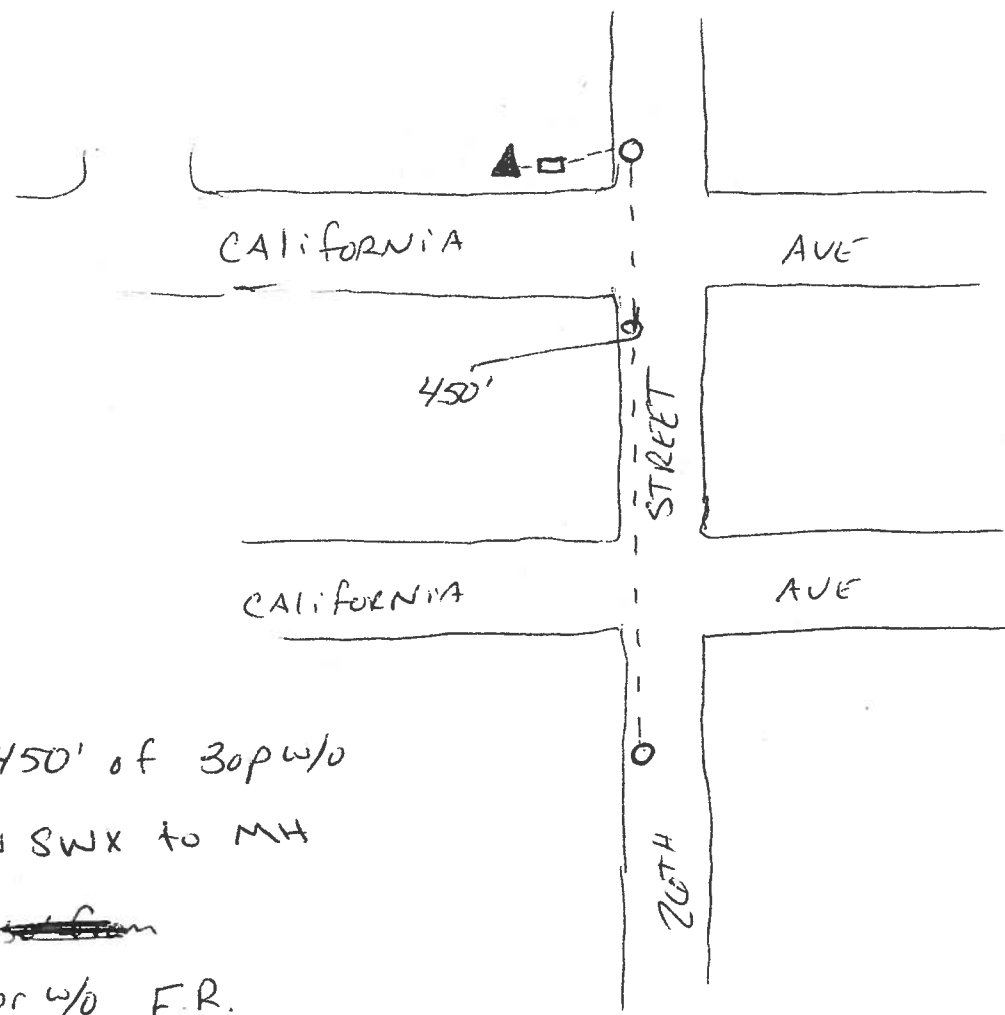 CALiFORNiA AVE
450'
STREET
CALiFORNiA AVE
450' of 30p w/o
SWX to MH
26TH
w/o F.R.